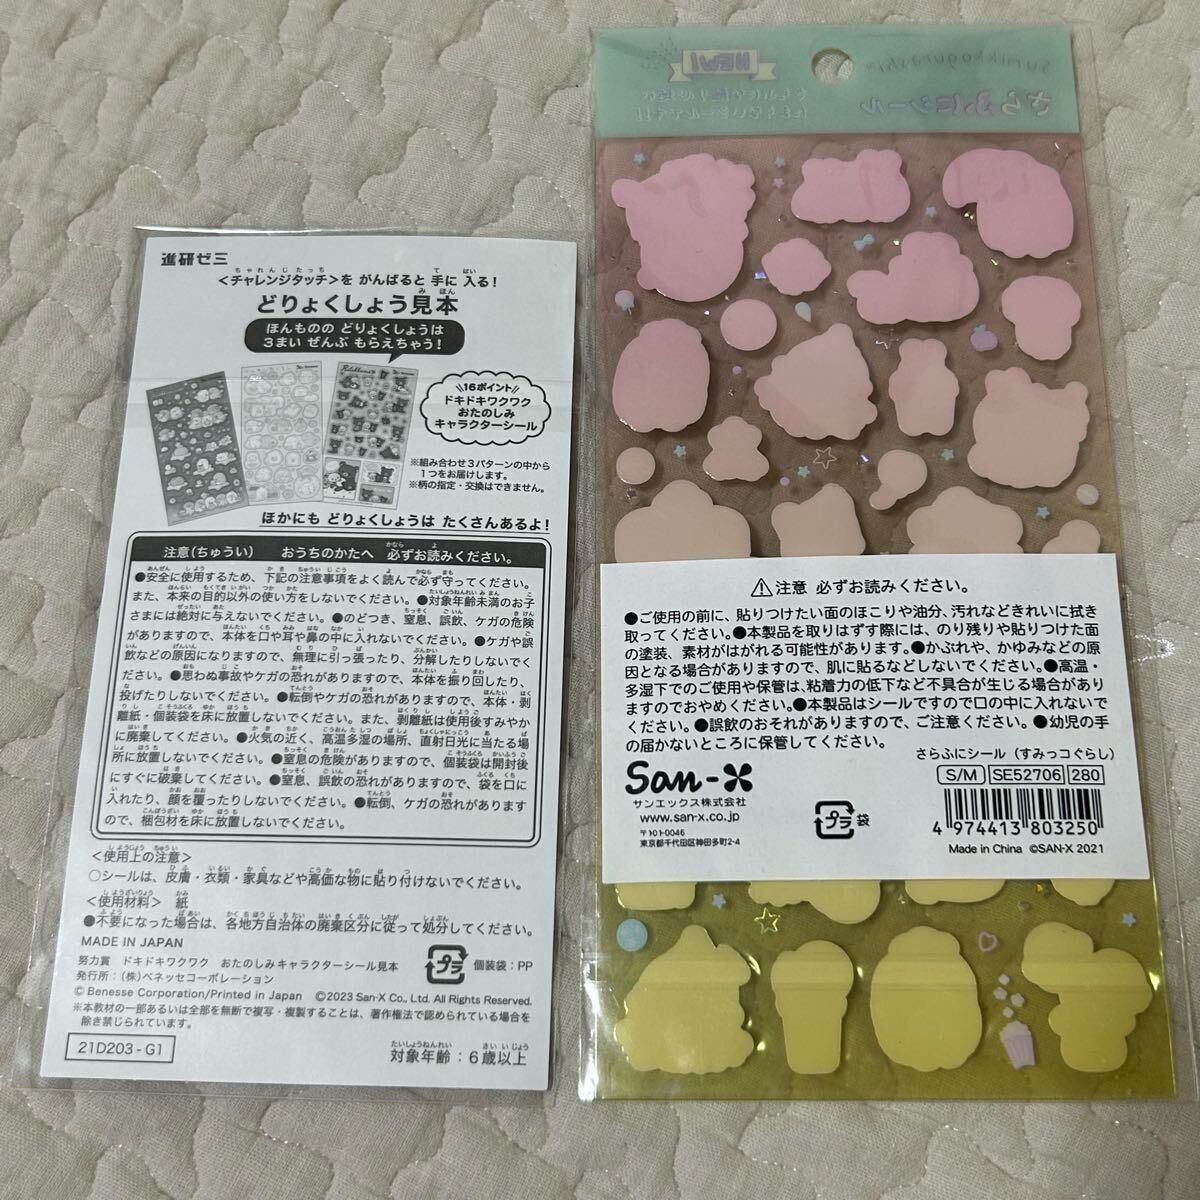 進研ゼミ
<チャレンジタッチ>を がんばると 手に 入る!
どりょくしょう見本
ほんものの どりょくしょうは
3まい ぜんぶ もらえちゃう!
16ポイント
ドキドキワクワク
おたのしみ
キャラクターシール
※組み合わせ3パターンの中から
1つをお届けします。
※柄の指定・交換はできません。
ほかにも どりょくしょうは たくさんあるよ!
注意(ちゅうい) おうちのかたへ 必ずお読みください。
●安全に使用するため、下記の注意事項をよく読んで必ず守ってください。
また、本来の目的以外の使い方をしないでください。●対象年齢未満のお子
さまには絶対に与えないでください。●のどつき、窒息、誤飲、ケガの危険
がありますので、本体を口や耳や鼻の中に入れないでください。●ケガや誤
飲などの原因になりますので、無理に引っ張ったり、分解したりしないでく
ださい。●思わぬ事故やケガの恐れがありますので、本体を振り回したり、
投げたりしないでください。●転倒やケガの恐れがありますので、本体・剥
離紙・個装袋を床に放置しないでください。また、剥離紙は使用後すみやか
に廃棄してください。●火気の近く、高温多湿の場所、直射日光に当たる場
所に放置しないでください。●窒息の危険がありますので、個装袋は開封後
にすぐに破棄してください。●窒息、誤飲の恐れがありますので、袋を口に
入れたり、顔を覆ったりしないでください。●転倒、ケガの恐れがあります
ので、梱包材を床に放置しないでください。
<使用上の注意>
○シールは、皮膚・衣類・家具などや高価な物に貼り付けないでください。
<使用材料> 紙
●不要になった場合は、各地方自治体の廃棄区分に従って処分してください。
MADE IN JAPAN
努力賞 ドキドキワクワク おたのしみキャラクターシール見本
発行所:(株)ベネッセコーポレーション
プラ 個装袋:PP
© Benesse Corporation/Printed in Japan ©2023 San-X Co., Ltd. All Rights Reserved.
※本教材の一部あるいは全部を無断で複写・複製することは、著作権法で認められている場合を
除き禁じられています。
21D203-G1
対象年齢:6歳以上
Sumikkogurashi
NEW!
さらふにシール
⚠注意 必ずお読みください。
●ご使用の前に、貼りつけたい面のほこりや油分、汚れなどきれいに拭き
取ってください。●本製品を取りはずす際には、のり残りや貼りつけた面
の塗装、素材がはがれる可能性があります。●かぶれや、かゆみなどの原
因となる場合がありますので、肌に貼るなどしないでください。●高温・
多湿下でのご使用や保管は、粘着力の低下など不具合が生じる場合があり
ますのでおやめください。●本製品はシールですので口の中に入れないで
ください。●誤飲のおそれがありますので、ご注意ください。●幼児の手
の届かないところに保管してください。
さらふにシール(すみっコぐらし)
San-X
サンエックス株式会社
www.san-x.co.jp
〒101-0046
東京都千代田区神田多町2-4
プラ 袋
S/M SE52706 280
4 974413 803250
Made in China ©SAN-X 2021